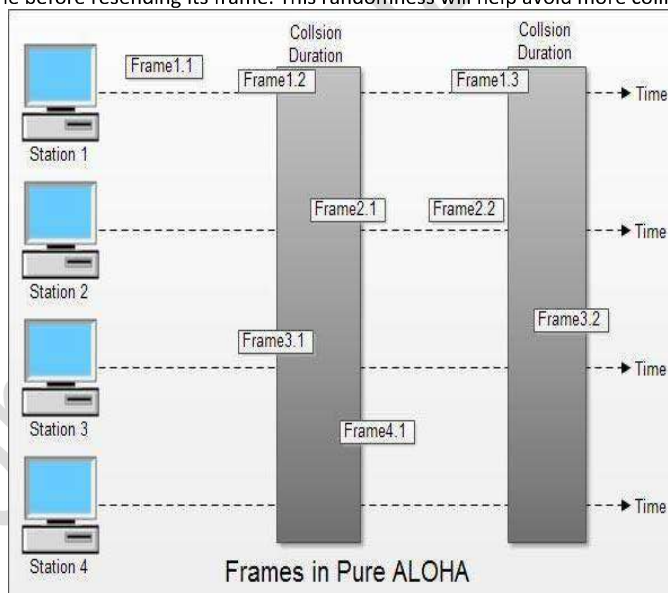 before resending its frame. This randomness will help avoid more
Collsion Duration
Collsion Duration
Frame1.1
Frame1.2
Frame1.3
Time
Station 1
Frame2.1
Frame2.2
Time
Station 2
Frame3.1
Frame3.2
Time
Station 3
Frame4.1
Time
Station 4
Frames in Pure ALOHA